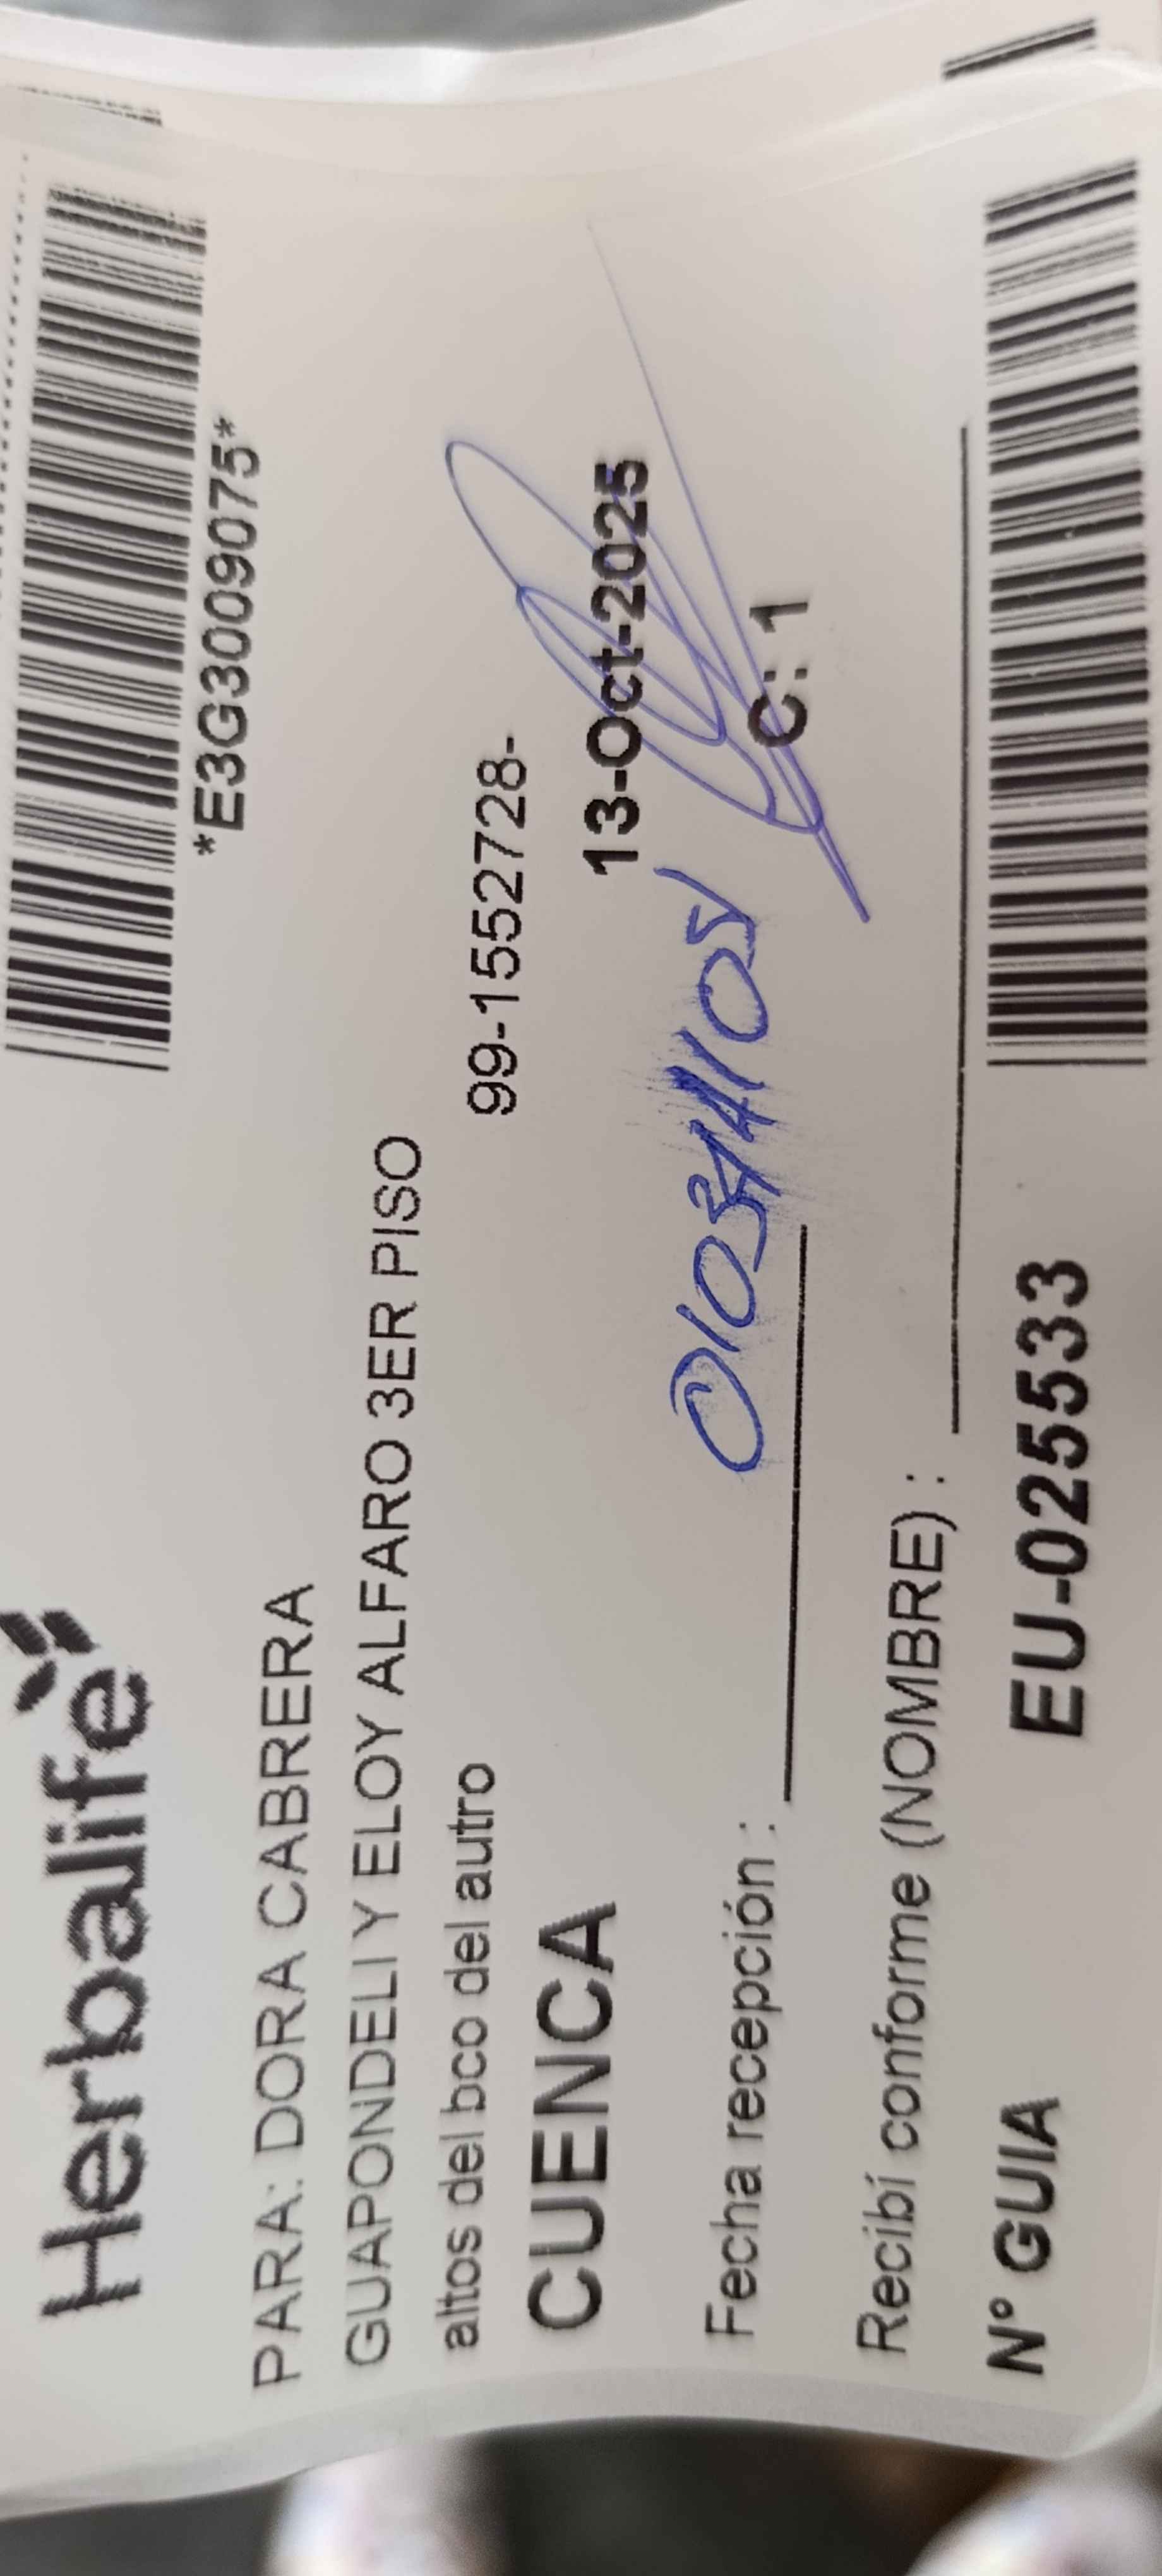 Herbalife
*E3G3009075*
PARA: DORA CABRERA
GUAPONDELI Y ELOY ALFARO 3ER PISO
altos del bco del autro
99-1552728-
CUENCA
13-Oct-2025
Fecha recepción :
C: 1
Recibí conforme (NOMBRE) :
Nº GUIA EU-025533